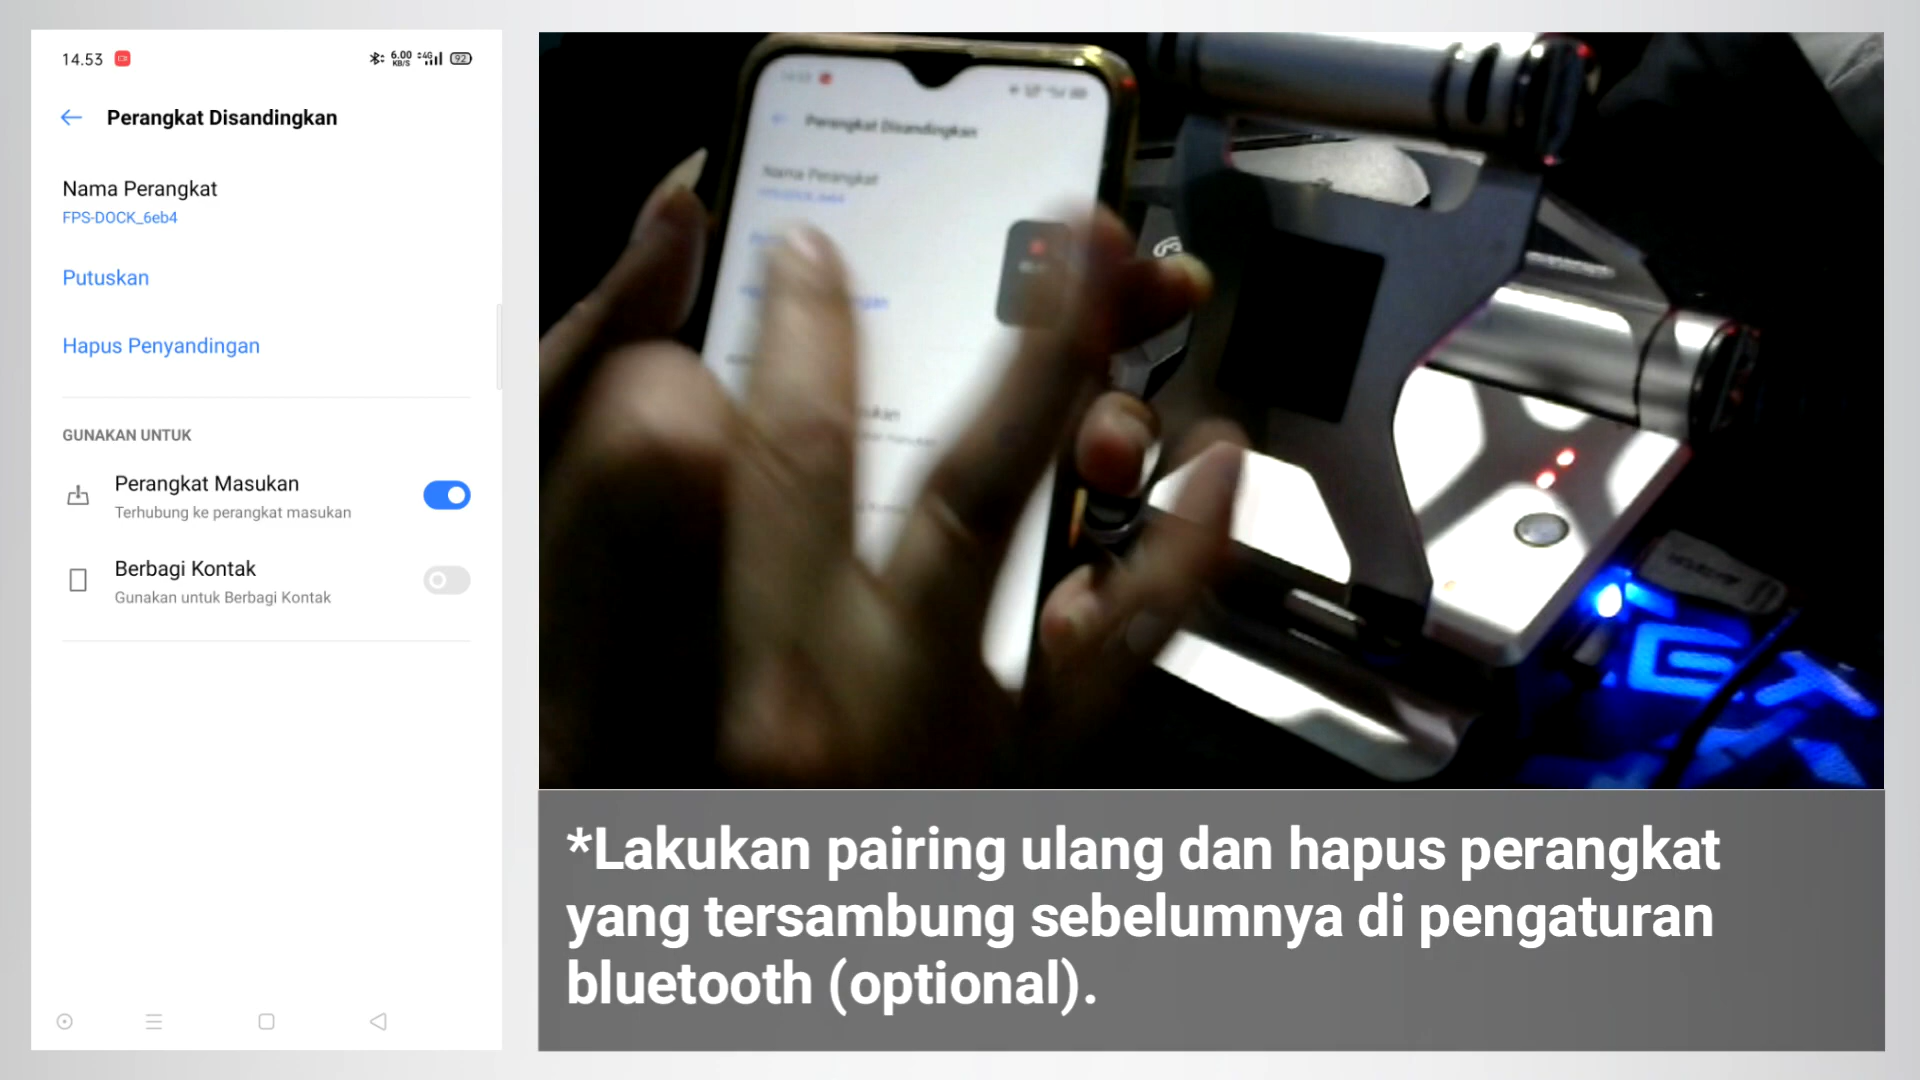 14.53
6.00
KB/S
4G
92
Perangkat Disandingkan
Nama Perangkat
FPS-DOCK_6eb4
Putuskan
Hapus Penyandingan
GUNAKAN UNTUK
Perangkat Masukan
Terhubung ke perangkat masukan
Berbagi Kontak
Gunakan untuk Berbagi Kontak
Perangkat Disandingkan
Nama Perangkat
*Lakukan pairing ulang dan hapus perangkat
yang tersambung sebelumnya di pengaturan
bluetooth (optional).